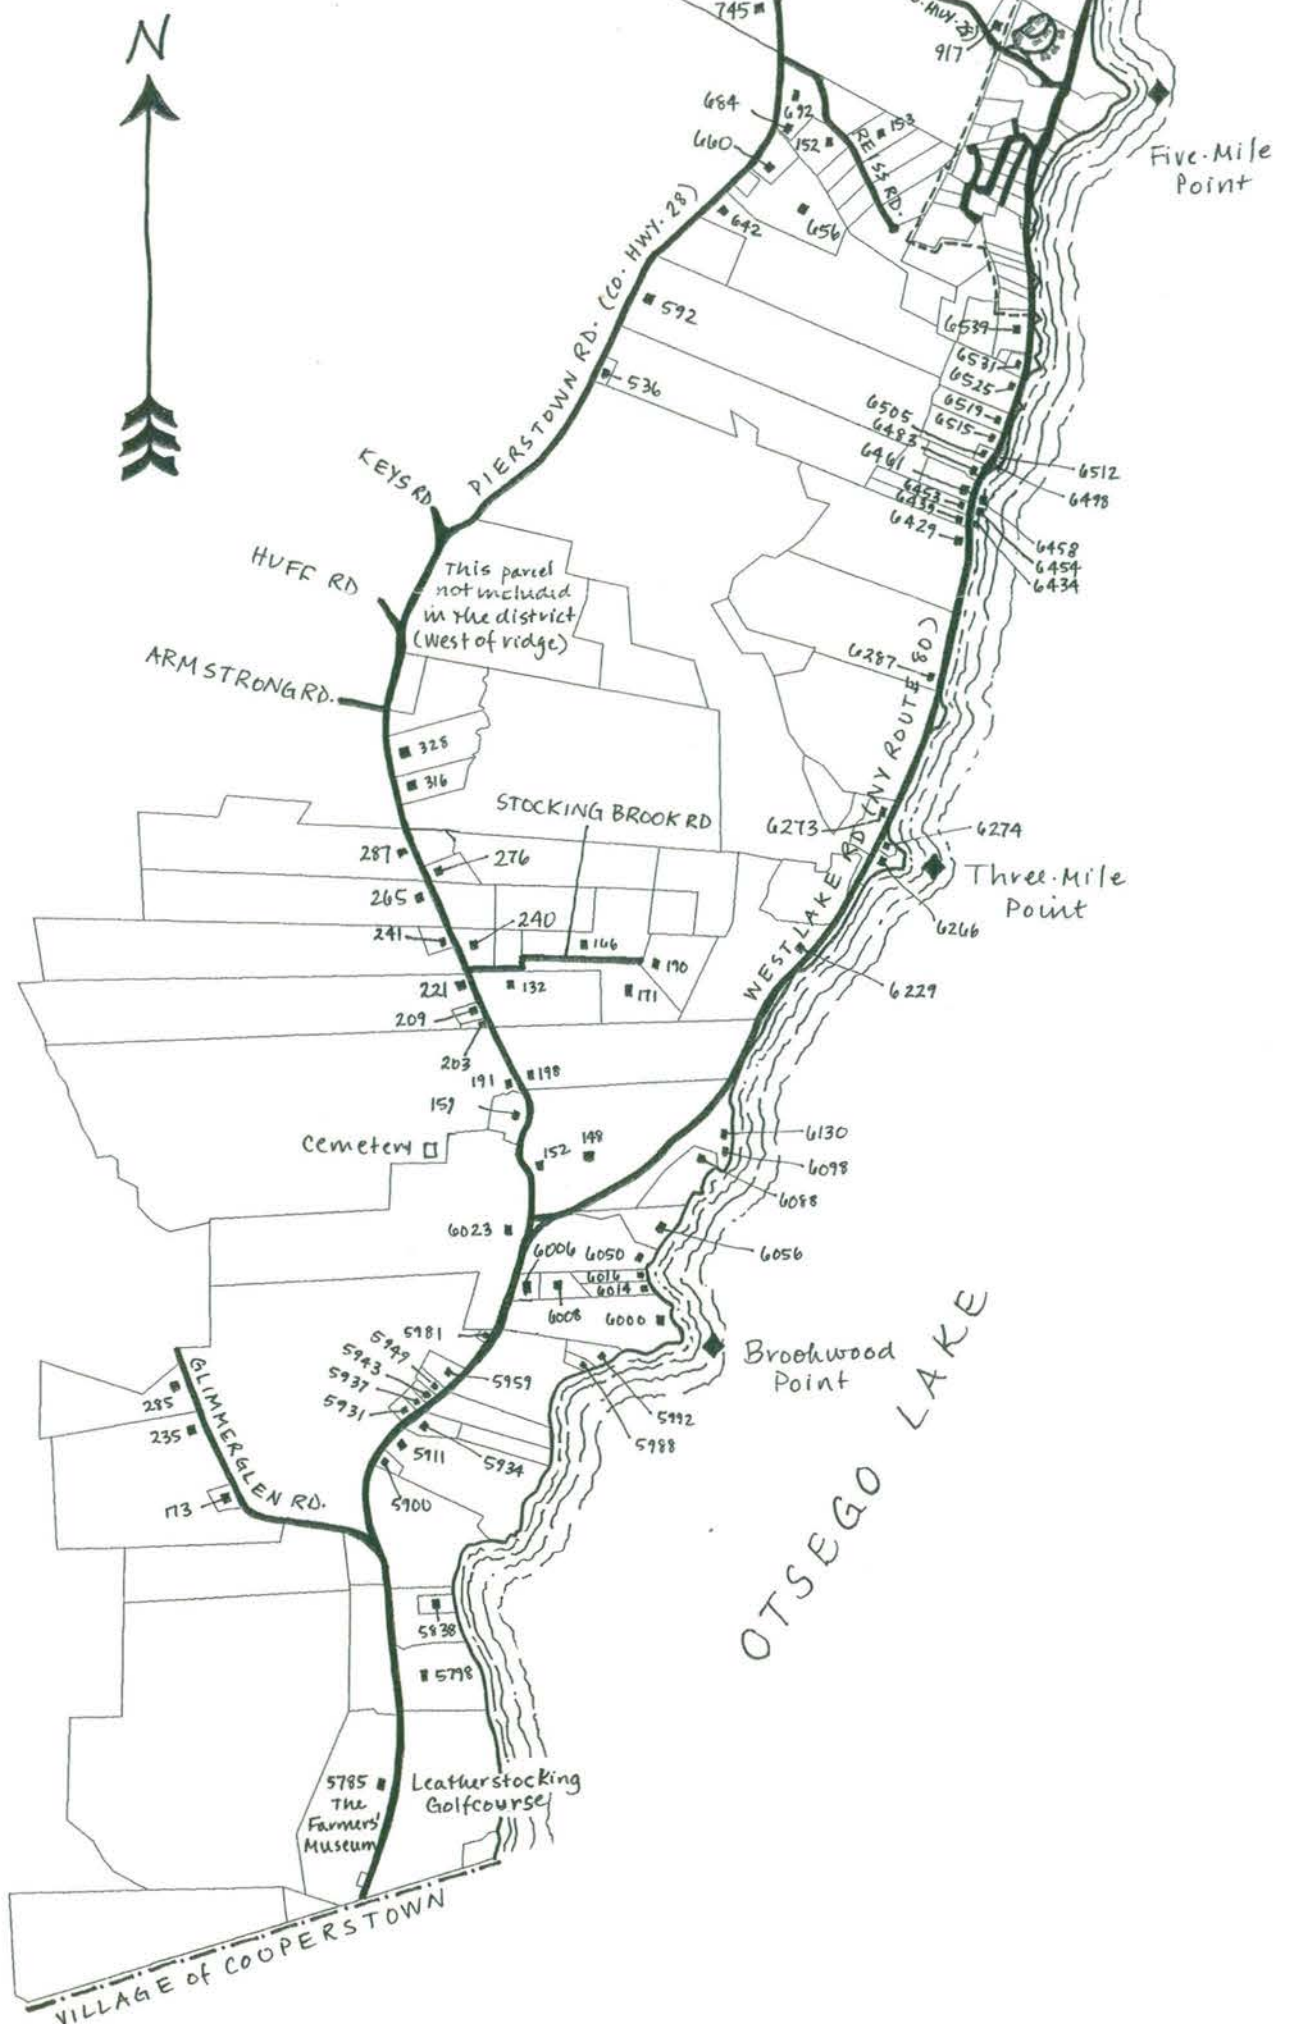 N
745
O. HWY. 28)
917
684
692
660
152
153
REISS RD.
Five-Mile
Point
642
656
PIERSTOWN RD. (CO. HWY. 28)
592
536
6539
6531
6525
6519
6515
6505
6483
6461
6453
6439
6429
6512
6498
6458
6454
6434
KEYS RD
HUFF RD
ARMSTRONG RD.
This parcel
not included
in the district
(west of ridge)
6287
WEST LAKE RD (NY ROUTE 80)
328
316
STOCKING BROOK RD
6273
6274
Three-Mile
Point
6266
6229
287
276
265
240
241
166
190
221
132
171
209
203
191
198
159
Cemetery
152
148
6130
6098
6088
6023
6056
6006
6050
6016
6014
6008
6000
Brookwood
Point
5981
5949
5943
5937
5931
5959
5992
5988
5911
5934
5900
GLIMMERGLEN RD.
285
235
173
OTSEGO LAKE
5838
5798
5785
The
Farmers'
Museum
Leatherstocking
Golfcourse
VILLAGE of COOPERSTOWN